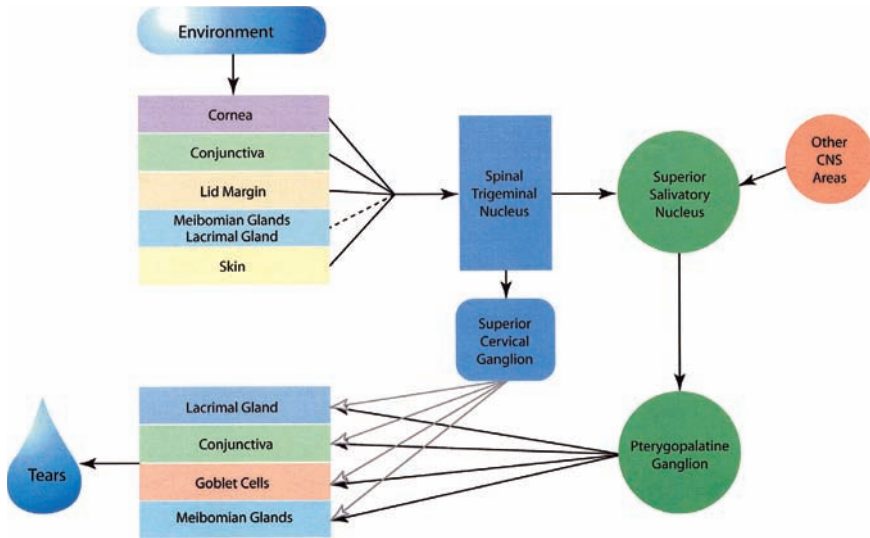 Environment
Cornea
Conjunctiva
Lid Margin
Meibomian Glands
Lacrimal Gland
Skin
Spinal
Trigeminal
Nucleus
Superior
Salivatory
Nucleus
Other
CNS
Areas
Superior
Cervical
Ganglion
Lacrimal Gland
Conjunctiva
Goblet Cells
Meibomian Glands
Pterygopalatine
Ganglion
Tears